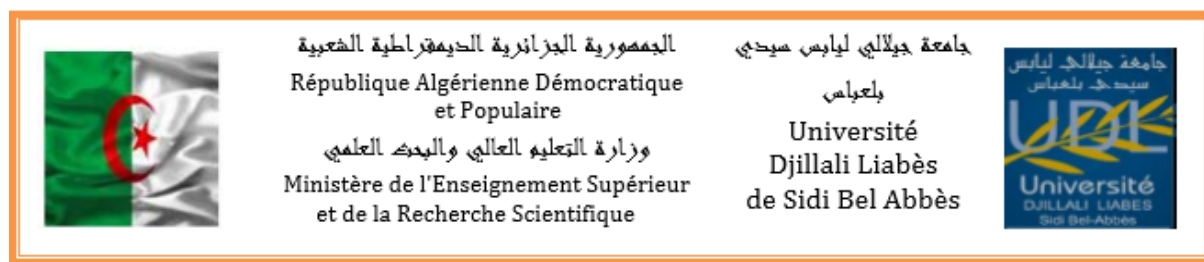 الجمهورية الجزائرية الديمقراطية الشعبية
République Algérienne Démocratique
et Populaire
وزارة التعليم العالي والبحث العلمي
Ministère de l'Enseignement Supérieur
et de la Recherche Scientifique
جامعة جيلالي ليابس سيدي
بلعباس
Université
Djillali Liabès
de Sidi Bel Abbès
جامعة جيلالي ليابس
سيدي بلعباس
UDL
Université
DJILLALI LIABES
Sidi Bel-Abbès